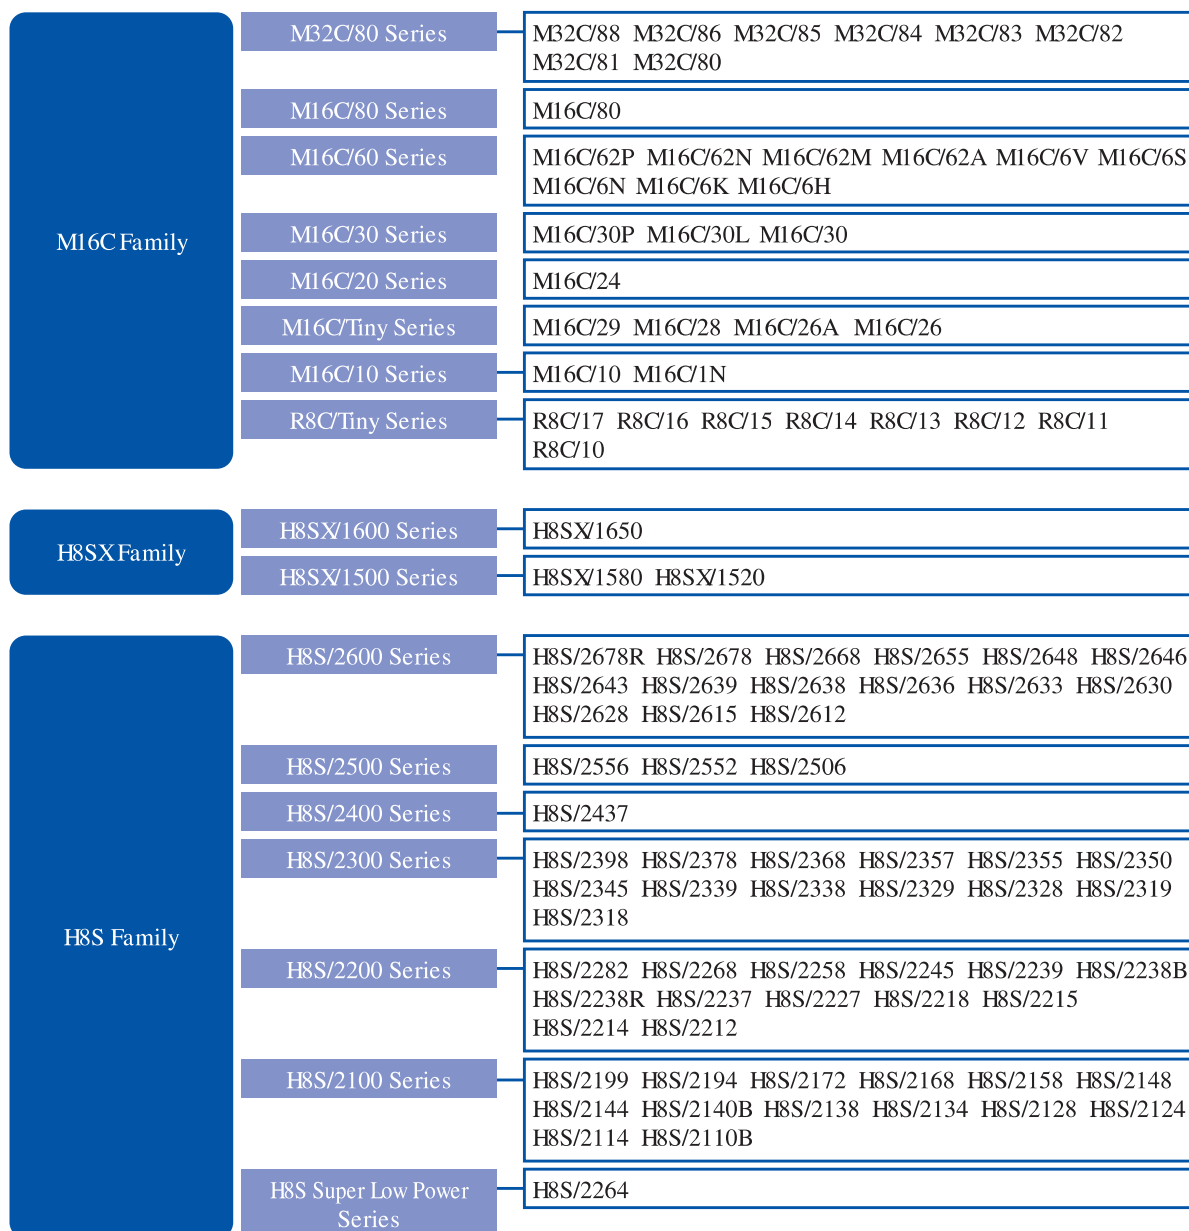 M16C Family
M32C/80 Series
M32C/88 M32C/86 M32C/85 M32C/84 M32C/83 M32C/82
M32C/81 M32C/80
M16C/80 Series
M16C/80
M16C/60 Series
M16C/62P M16C/62N M16C/62M M16C/62A M16C/6V M16C/6S
M16C/6N M16C/6K M16C/6H
M16C/30 Series
M16C/30P M16C/30L M16C/30
M16C/20 Series
M16C/24
M16C/Tiny Series
M16C/29 M16C/28 M16C/26A M16C/26
M16C/10 Series
M16C/10 M16C/1N
R8C/Tiny Series
R8C/17 R8C/16 R8C/15 R8C/14 R8C/13 R8C/12 R8C/11
R8C/10
H8SX Family
H8SX/1600 Series
H8SX/1650
H8SX/1500 Series
H8SX/1580 H8SX/1520
H8S Family
H8S/2600 Series
H8S/2678R H8S/2678 H8S/2668 H8S/2655 H8S/2648 H8S/2646
H8S/2643 H8S/2639 H8S/2638 H8S/2636 H8S/2633 H8S/2630
H8S/2628 H8S/2615 H8S/2612
H8S/2500 Series
H8S/2556 H8S/2552 H8S/2506
H8S/2400 Series
H8S/2437
H8S/2300 Series
H8S/2398 H8S/2378 H8S/2368 H8S/2357 H8S/2355 H8S/2350
H8S/2345 H8S/2339 H8S/2338 H8S/2329 H8S/2328 H8S/2319
H8S/2318
H8S/2200 Series
H8S/2282 H8S/2268 H8S/2258 H8S/2245 H8S/2239 H8S/2238B
H8S/2238R H8S/2237 H8S/2227 H8S/2218 H8S/2215
H8S/2214 H8S/2212
H8S/2100 Series
H8S/2199 H8S/2194 H8S/2172 H8S/2168 H8S/2158 H8S/2148
H8S/2144 H8S/2140B H8S/2138 H8S/2134 H8S/2128 H8S/2124
H8S/2114 H8S/2110B
H8S Super Low Power
Series
H8S/2264